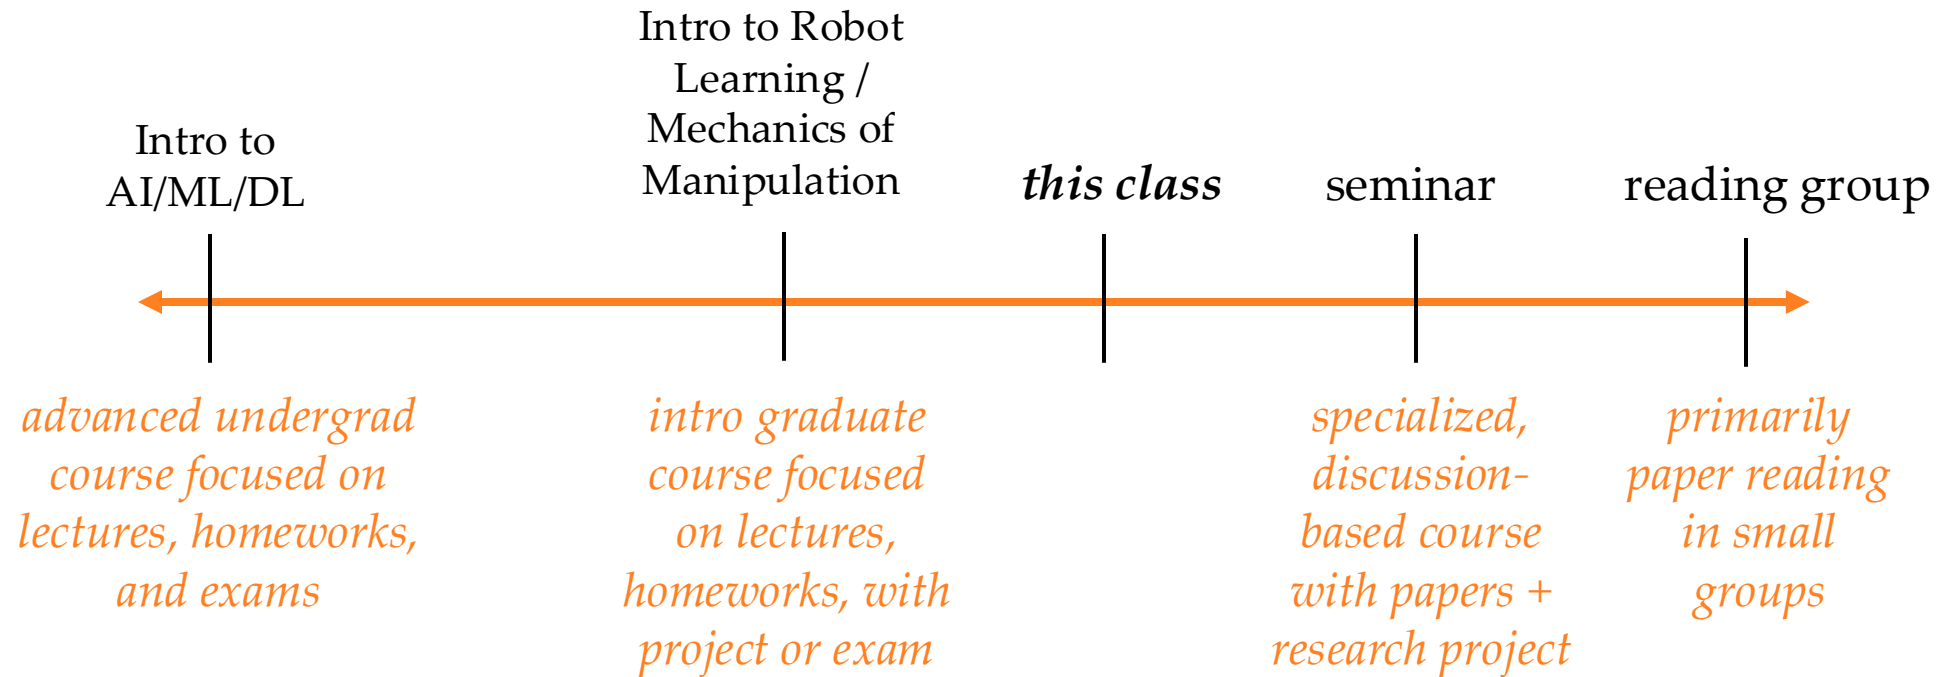 Intro to
AI/ML/DL
Intro to Robot
Learning /
Mechanics of
Manipulation
this class
seminar
reading group
advanced undergrad
course focused on
lectures, homeworks,
and exams
intro graduate
course focused
on lectures,
homeworks, with
project or exam
specialized,
discussion-
based course
with papers +
research project
primarily
paper reading
in small
groups